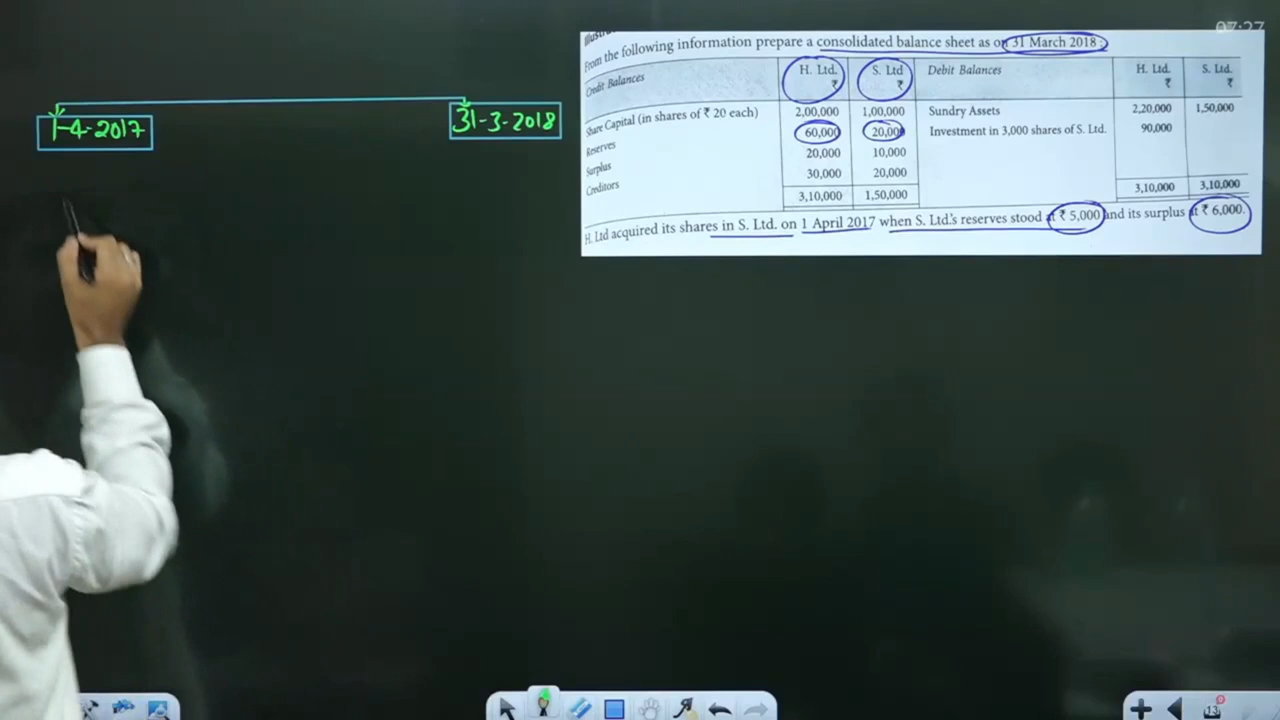 07:27
From the following information prepare a consolidated balance sheet as on 31 March 2018 :
Credit Balances H. Ltd. S. Ltd Debit Balances H. Ltd. S. Ltd.
₹ ₹ ₹ ₹
Share Capital (in shares of ₹ 20 each) 2,00,000 1,00,000 Sundry Assets 2,20,000 1,50,000
Reserves 60,000 20,000 Investment in 3,000 shares of S. Ltd. 90,000
Surplus 20,000 10,000
Creditors 30,000 20,000
3,10,000 1,50,000 3,10,000 3,10,000
H. Ltd acquired its shares in S. Ltd. on 1 April 2017 when S. Ltd.'s reserves stood at ₹ 5,000 and its surplus at ₹ 6,000.
1-4-2017 31-3-2018
13